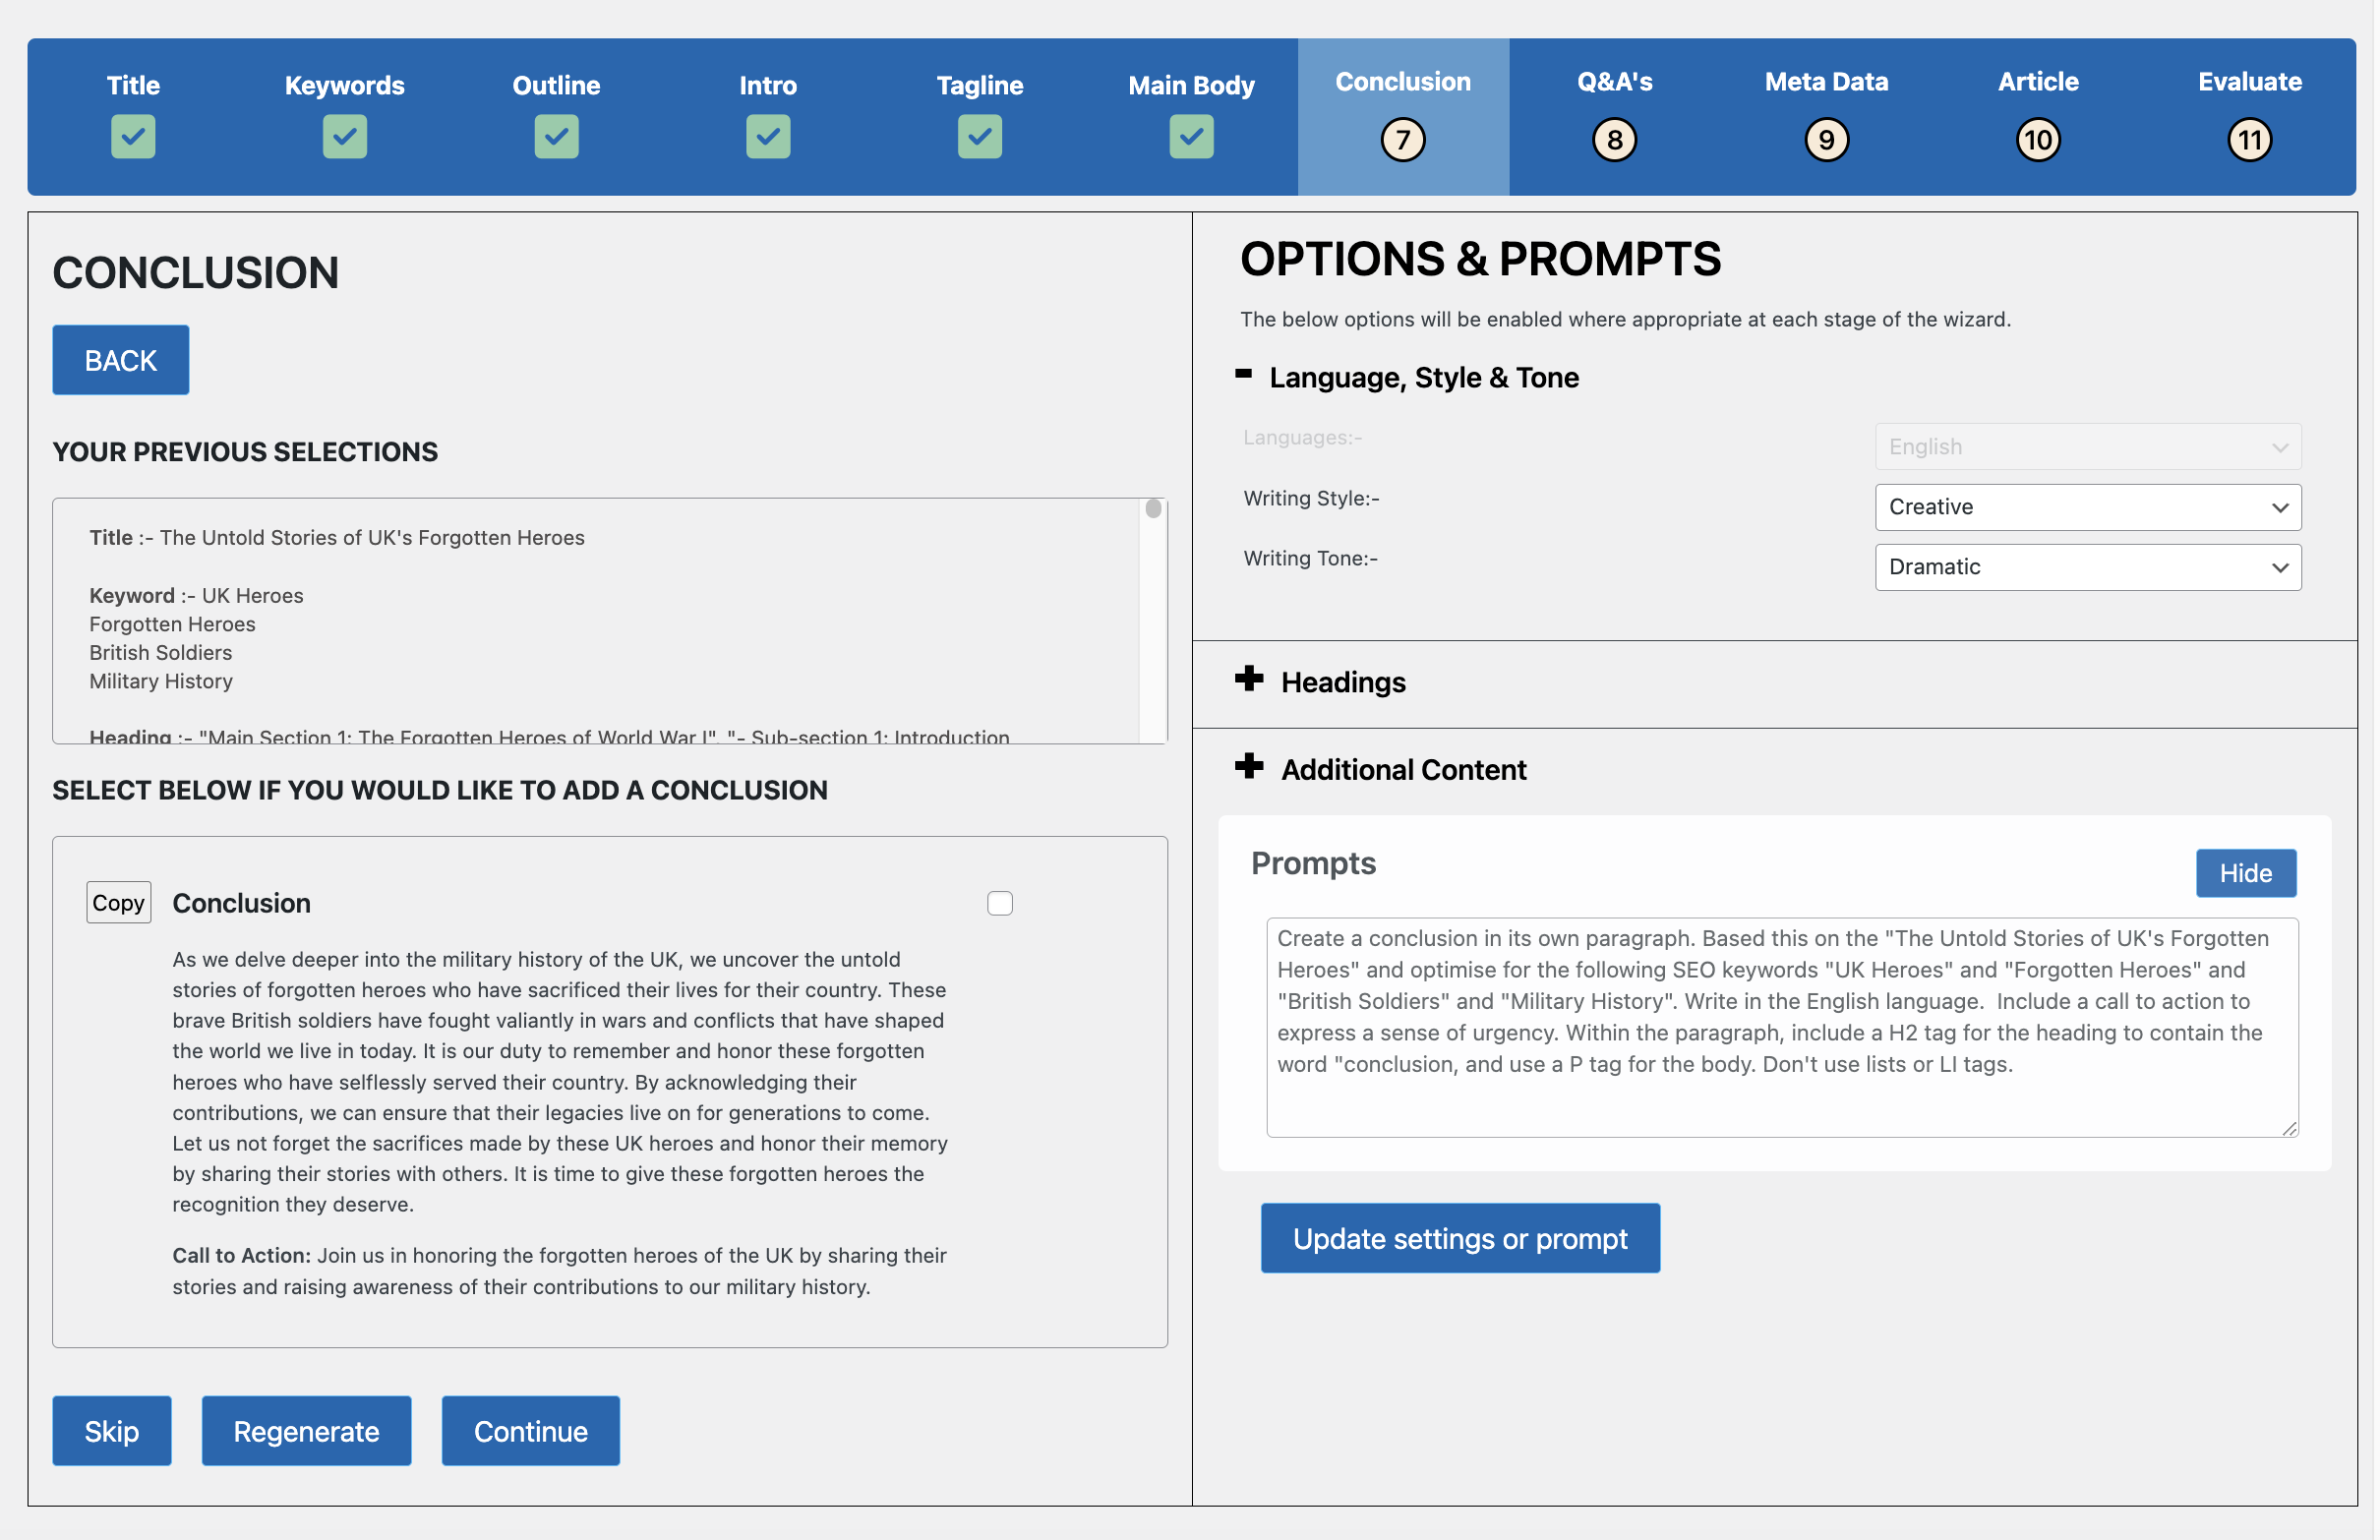 Title
Keywords
Outline
Intro
Tagline
Main Body
Conclusion
7
Q&A's
8
Meta Data
9
Article
10
Evaluate
11
CONCLUSION
BACK
YOUR PREVIOUS SELECTIONS
Title :- The Untold Stories of UK's Forgotten Heroes
Keyword :- UK Heroes
Forgotten Heroes
British Soldiers
Military History
Heading :- "Main Section 1: The Forgotten Heroes of World War I", "- Sub-section 1: Introduction
SELECT BELOW IF YOU WOULD LIKE TO ADD A CONCLUSION
Copy
Conclusion
As we delve deeper into the military history of the UK, we uncover the untold
stories of forgotten heroes who have sacrificed their lives for their country. These
brave British soldiers have fought valiantly in wars and conflicts that have shaped
the world we live in today. It is our duty to remember and honor these forgotten
heroes who have selflessly served their country. By acknowledging their
contributions, we can ensure that their legacies live on for generations to come.
Let us not forget the sacrifices made by these UK heroes and honor their memory
by sharing their stories with others. It is time to give these forgotten heroes the
recognition they deserve.
Call to Action: Join us in honoring the forgotten heroes of the UK by sharing their
stories and raising awareness of their contributions to our military history.
Skip
Regenerate
Continue
OPTIONS & PROMPTS
The below options will be enabled where appropriate at each stage of the wizard.
Language, Style & Tone
Languages:-
English
Writing Style:-
Creative
Writing Tone:-
Dramatic
Headings
Additional Content
Prompts
Hide
Create a conclusion in its own paragraph. Based this on the "The Untold Stories of UK's Forgotten
Heroes" and optimise for the following SEO keywords "UK Heroes" and "Forgotten Heroes" and
"British Soldiers" and "Military History". Write in the English language.  Include a call to action to
express a sense of urgency. Within the paragraph, include a H2 tag for the heading to contain the
word "conclusion, and use a P tag for the body. Don't use lists or LI tags.
Update settings or prompt